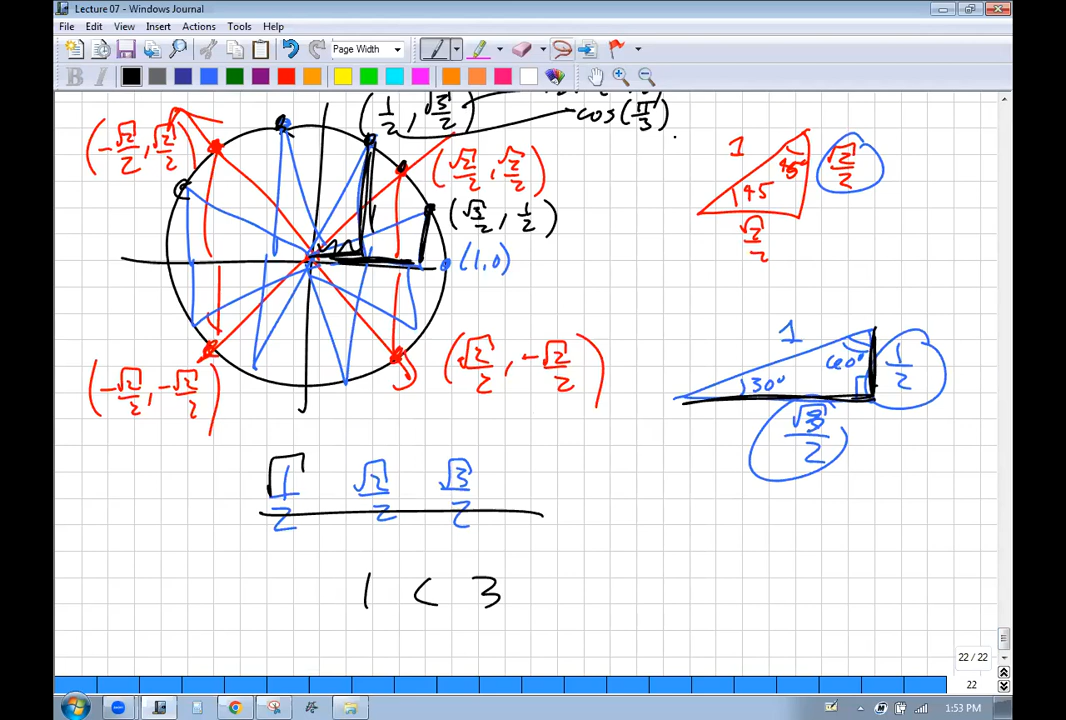 Lecture 07 - Windows Journal
File Edit View Insert Actions Tools Help
Page Width
(1/2, √3/2)
cos(π/3)
(-√2/2, √2/2)
(√2/2, √2/2)
(√3/2, 1/2)
(1,0)
(-√2/2, -√2/2)
(√2/2, -√2/2)
1
45
45°
√2/2
√2/2
1
30°
60°
1/2
√3/2
√1/2 √2/2 √3/2
1 < 3
22 / 22
22
1:53 PM